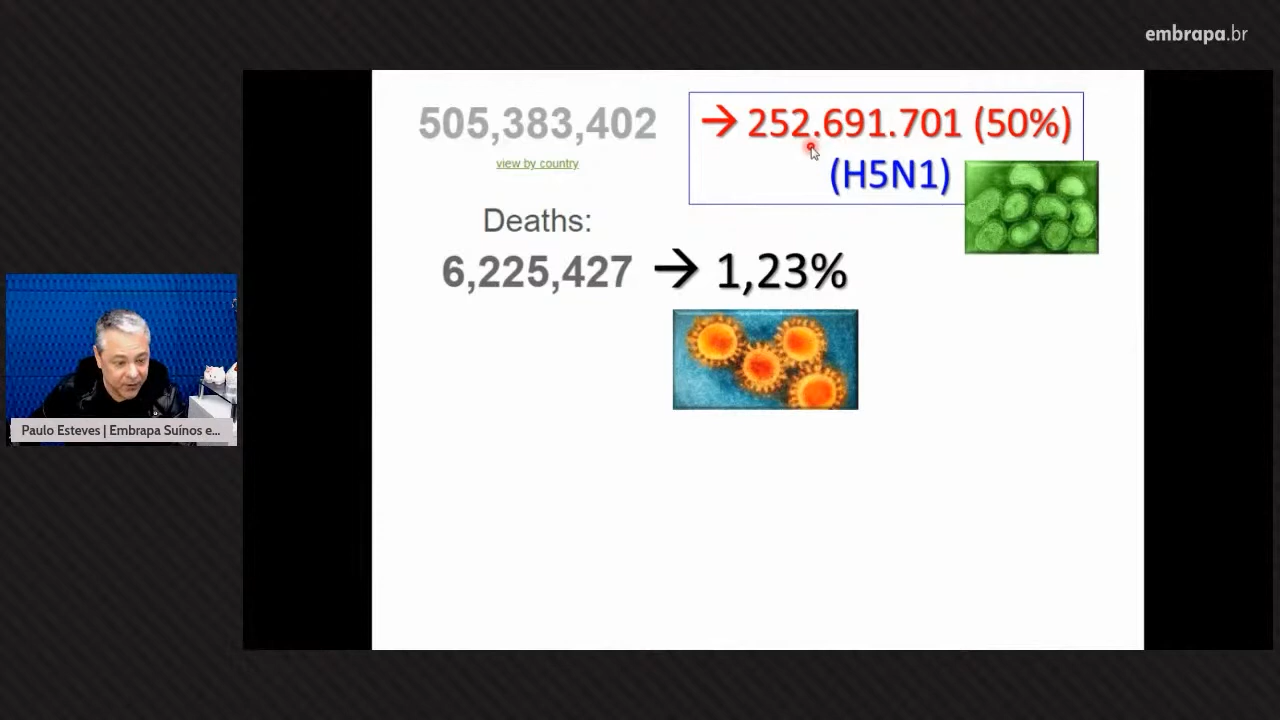 embrapa.br
505,383,402
→ 252.691.701 (50%)
view by country
(H5N1)
Deaths:
6,225,427 → 1,23%
Paulo Esteves | Embrapa Suínos e...